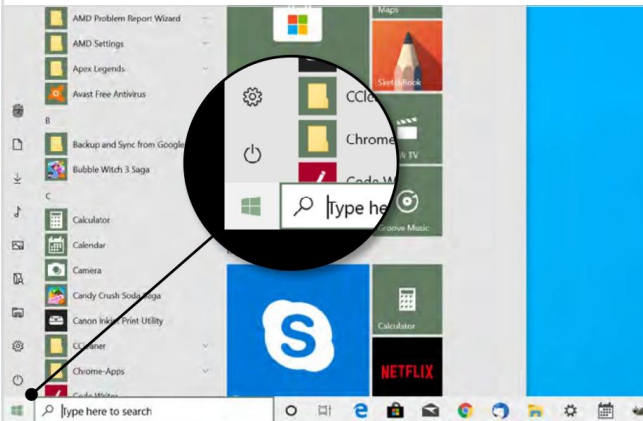 AMD Problem Report Wizard
AMD Settings
Apex Legends
Avast Free Antivirus
B
Backup and Sync from Google
Bubble Witch 3 Saga
C
Calculator
Calendar
Camera
Candy Crush Soda Saga
Canon Inkjet Print Utility
CCleaner
Chrome-Apps
Code Writer
Type here to search
Maps
SketchBook
TV
Groove Music
S
Calculator
NETFLIX
CCle
Chrome
Code W
Type he